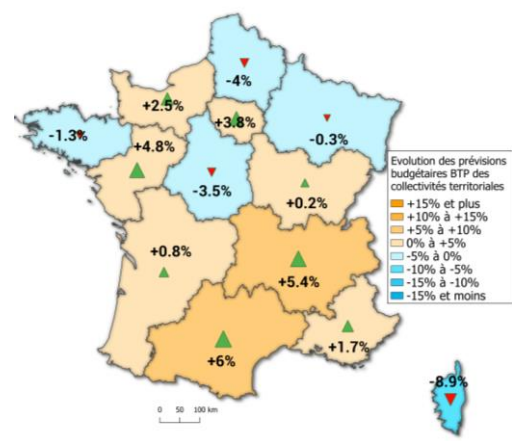 -4%
+2.5%
+3.8%
-0.3%
-1.3%
+4.8%
-3.5%
+0.2%
+0.8%
+5.4%
+1.7%
+6%
-8.9%
Evolution des prévisions
budgétaires BTP des
collectivités territoriales
+15% et plus
+10% à +15%
+5% à +10%
0% à +5%
-5% à 0%
-10% à -5%
-15% à -10%
-15% et moins
0 50 100 km